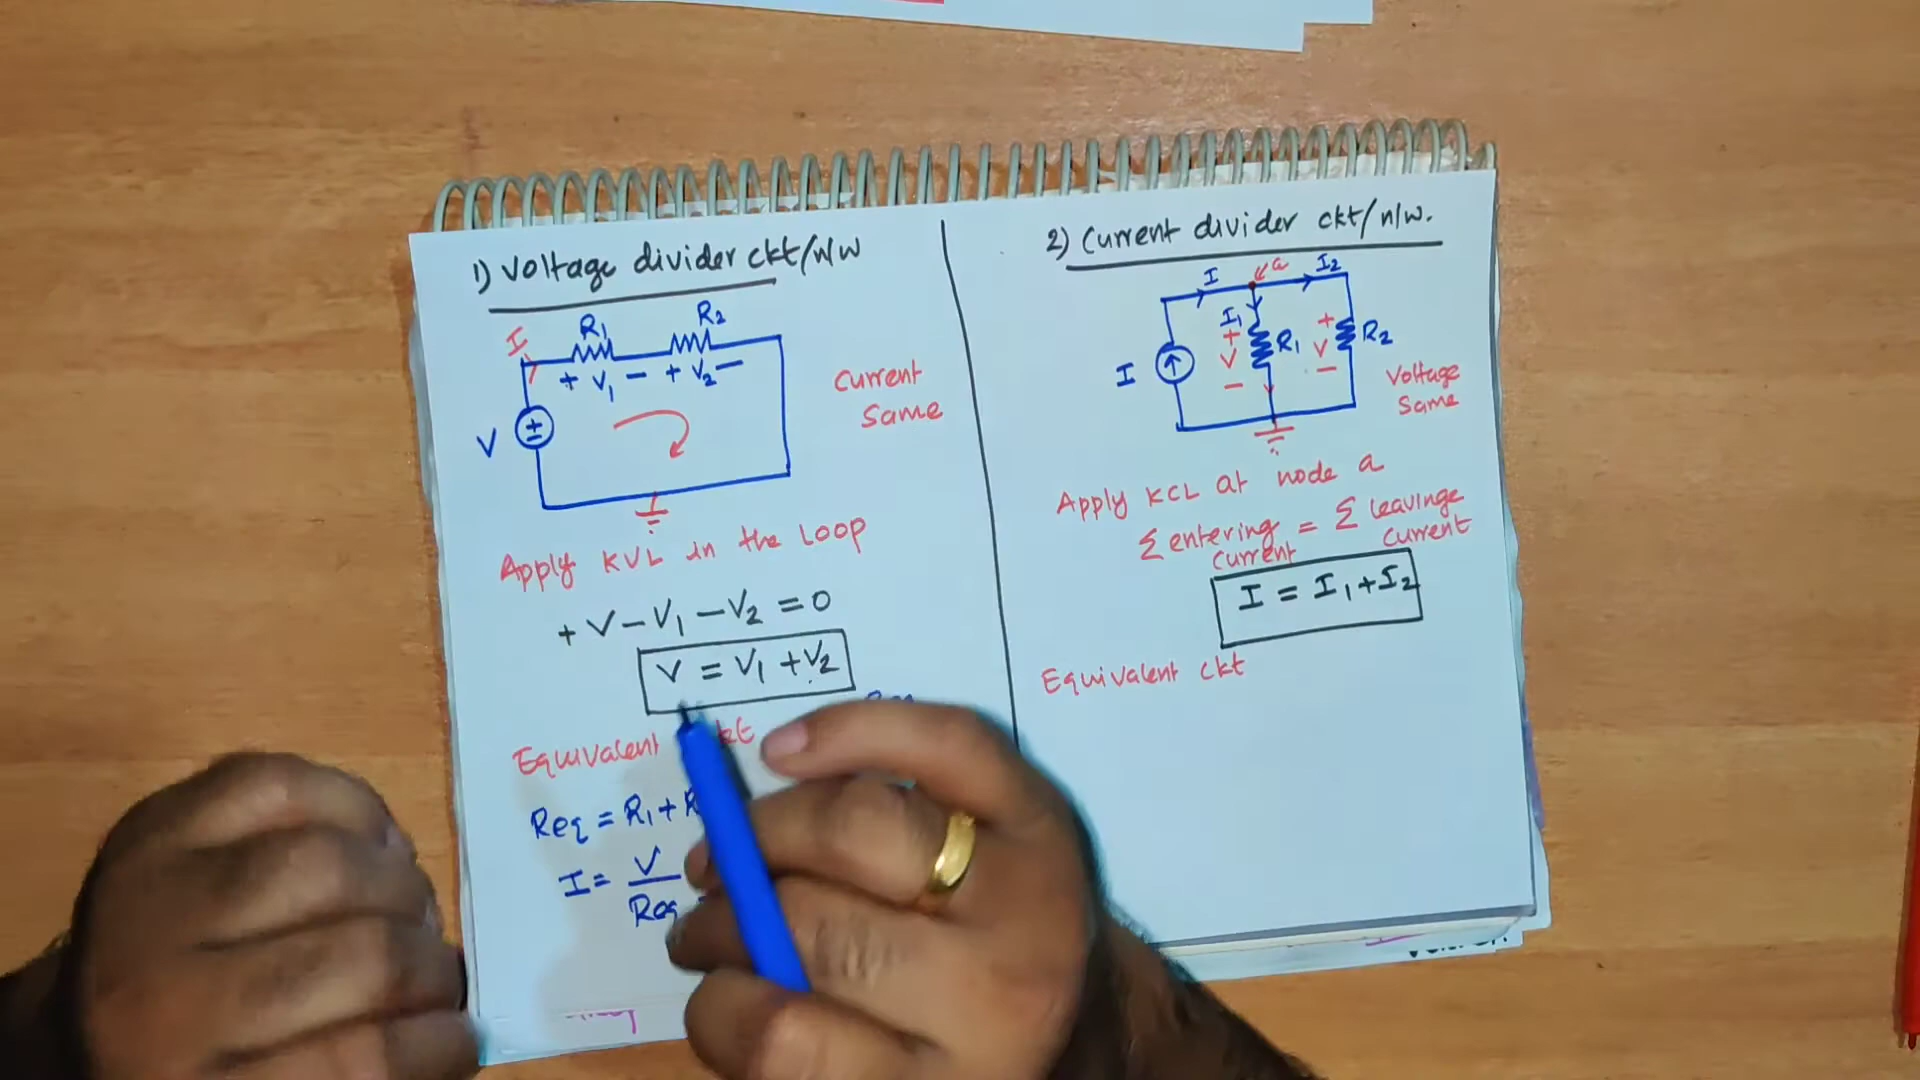 1) Voltage divider ckt/n/w
I
R1
R2
+ V1 - + V2 -
V
Current
Same
Apply KVL in the Loop
+ V - V1 - V2 = 0
V = V1 + V2
Equivalent
Req = R1 +
I = V
Req
2) Current divider ckt/n/w.
I
a
I2
I1
+
V
-
R1
+
V
-
R2
I
Voltage
Same
Apply KCL at node a
Σ entering = Σ leavinge
current current
I = I1 + I2
Equivalent ckt